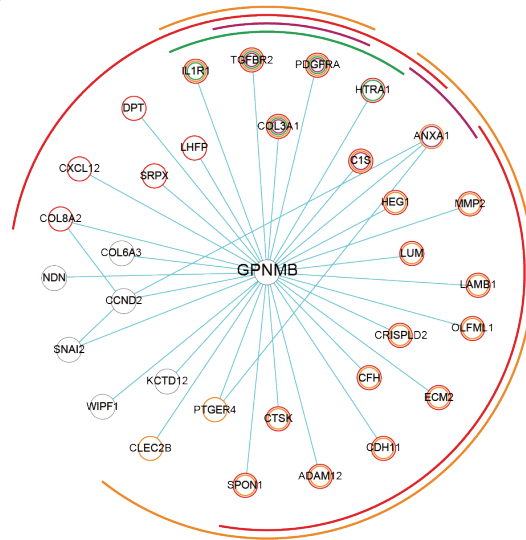 TGFBR2
PDGFRA
IL1R1
HTRA1
DPT
COL3A1
ANXA1
LHFP
C1S
CXCL12
SRPX
HEG1
MMP2
COL8A2
COL6A3
LUM
GPNMB
NDN
LAMB1
CCND2
OLFML1
CRISPLD2
SNAI2
KCTD12
CFH
WIPF1
PTGER4
ECM2
CTSK
CLEC2B
CDH11
ADAM12
SPON1